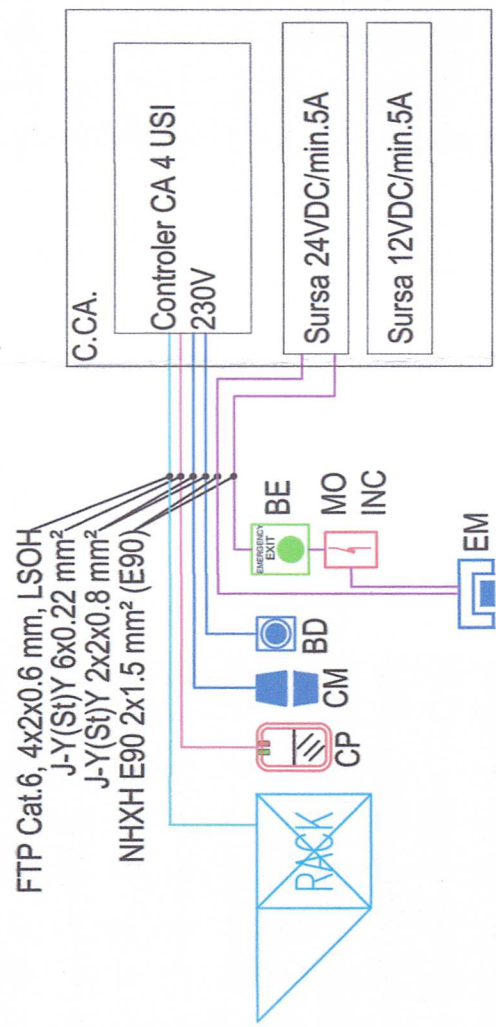 C.CA.
Controler CA 4 USI
230V
Sursa 24VDC/min.5A
Sursa 12VDC/min.5A
FTP Cat.6, 4x2x0.6 mm, LSOH
J-Y(St)Y 6x0.22 mm²
J-Y(St)Y 2x2x0.8 mm²
NHXH E90 2x1.5 mm² (E90)
RACK
CP
CM
BD
EMERGENCY
EXIT
BE
MO
INC
EM